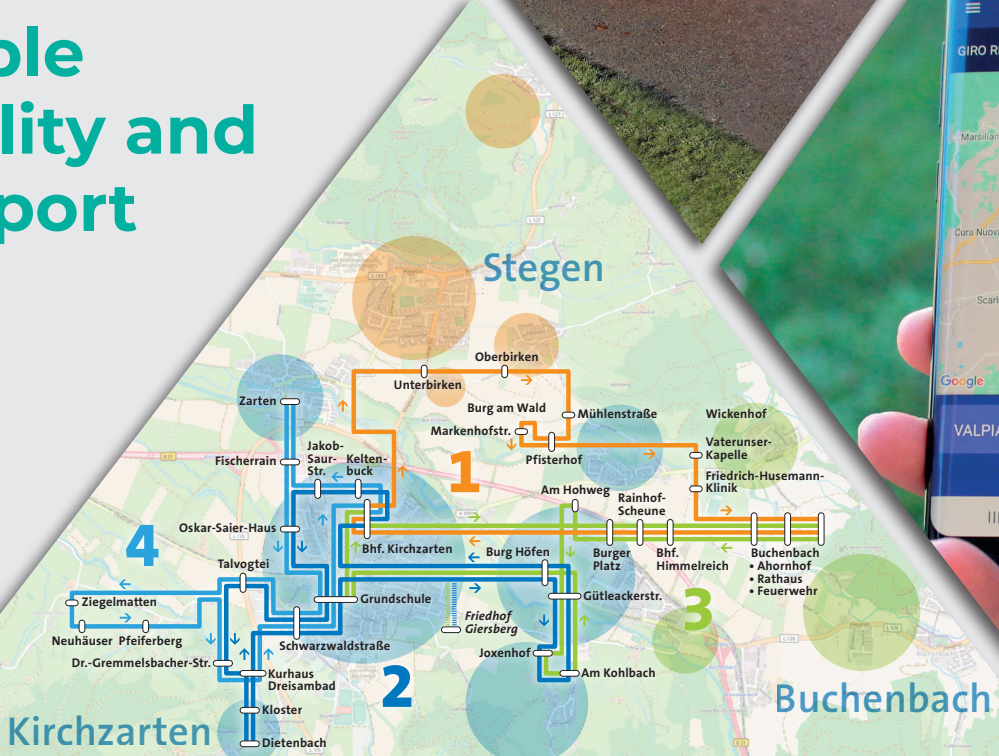 ple
lity and
port
GIRO R
Marsilian
Cura Nuova
Scarl
Google
VALPIA
Stegen
Oberbirken
Unterbirken
Zarten
Burg am Wald
Mühlenstraße
Wickenhof
Markenhofstr.
Pfisterhof
Vaterunser-
Kapelle
Jakob-
Saur-
Str.
Kelten-
buck
Fischerrain
1
Friedrich-Husemann-
Klinik
Am Hohweg
Rainhof-
Scheune
Oskar-Saier-Haus
4
Bhf. Kirchzarten
Burg Höfen
Burger
Platz
Bhf.
Himmelreich
Buchenbach
• Ahornhof
• Rathaus
• Feuerwehr
Talvogtei
Ziegelmatten
Grundschule
Gütleackerstr.
3
Friedhof
Giersberg
Neuhäuser
Pfeiferberg
Schwarzwaldstraße
Joxenhof
Dr.-Gremmelsbacher-Str.
Kurhaus
Dreisambad
2
Am Kohlbach
Kloster
Buchenbach
Kirchzarten
Dietenbach